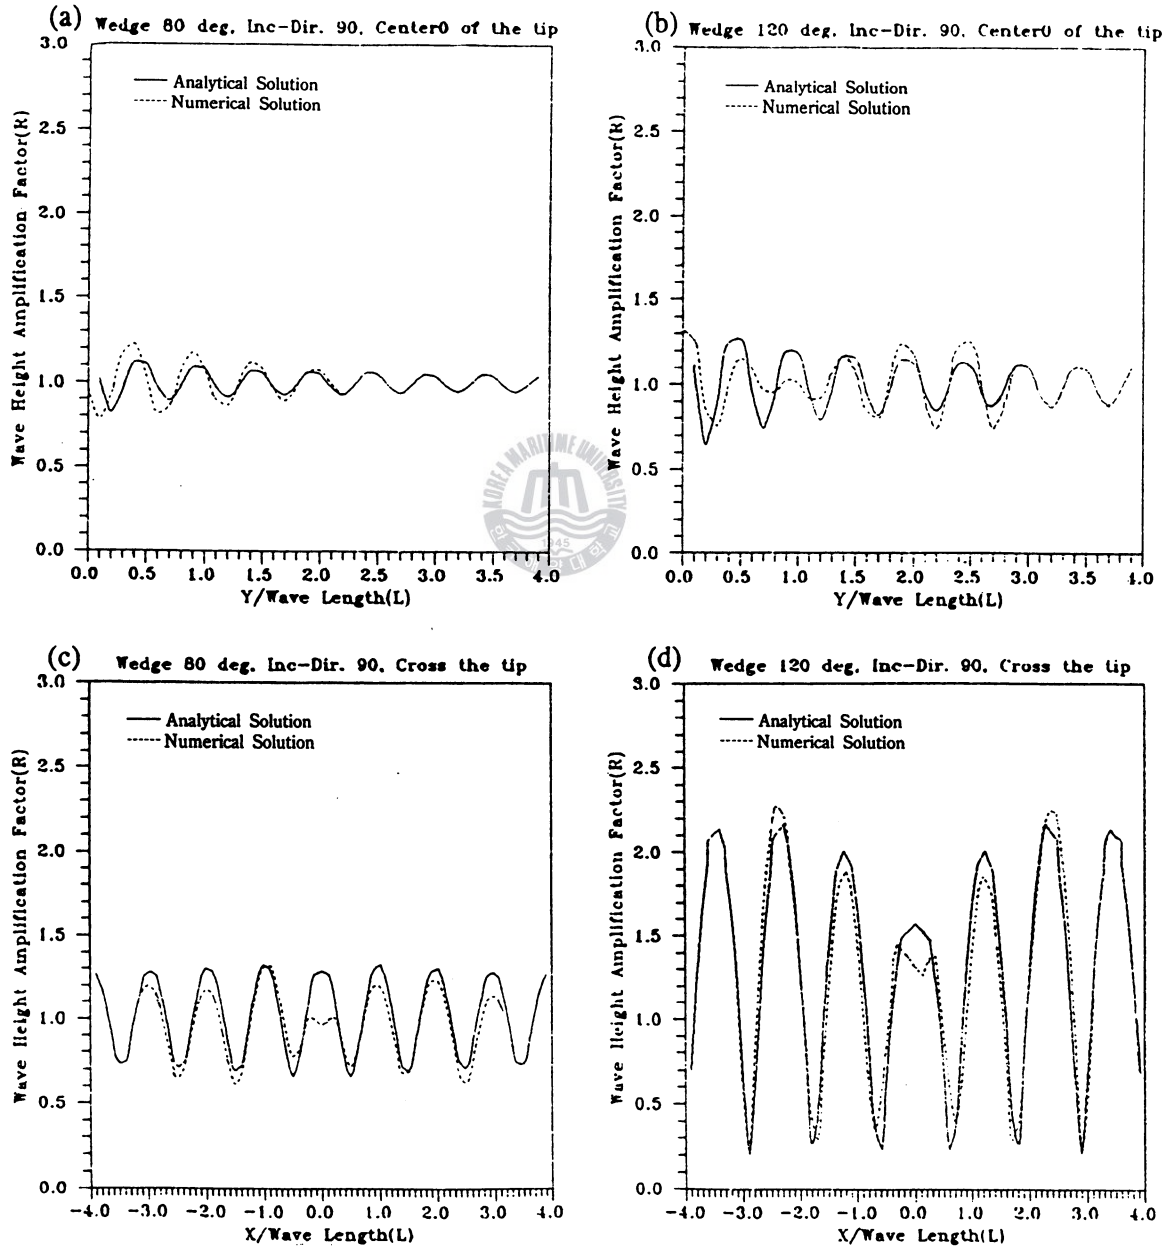 (a) Wedge 80 deg. Inc-Dir. 90. Center0 of the tip
3.0
2.5
2.0
1.5
1.0
0.5
0.0
Wave Height Amplification Factor(R)
Analytical Solution
Numerical Solution
0.0 0.5 1.0 1.5 2.0 2.5 3.0 3.5 4.0
Y/Wave Length(L)
(b) Wedge 120 deg. Inc-Dir. 90. Center0 of the tip
3.0
2.5
2.0
1.5
1.0
0.5
0.0
Wave Height Amplification Factor(R)
Analytical Solution
Numerical Solution
0.0 0.5 1.0 1.5 2.0 2.5 3.0 3.5 4.0
Y/Wave Length(L)
KOREA MARITIME UNIVERSITY
1945
(c) Wedge 80 deg. Inc-Dir. 90. Cross the tip
3.0
2.5
2.0
1.5
1.0
0.5
0.0
Wave Height Amplification Factor(R)
Analytical Solution
Numerical Solution
-4.0 -3.0 -2.0 -1.0 0.0 1.0 2.0 3.0 4.0
X/Wave Length(L)
(d) Wedge 120 deg. Inc-Dir. 90. Cross the tip
3.0
2.5
2.0
1.5
1.0
0.5
0.0
Wave Height Amplification Factor(R)
Analytical Solution
Numerical Solution
-4.0 -3.0 -2.0 -1.0 0.0 1.0 2.0 3.0 4.0
X/Wave Length(L)